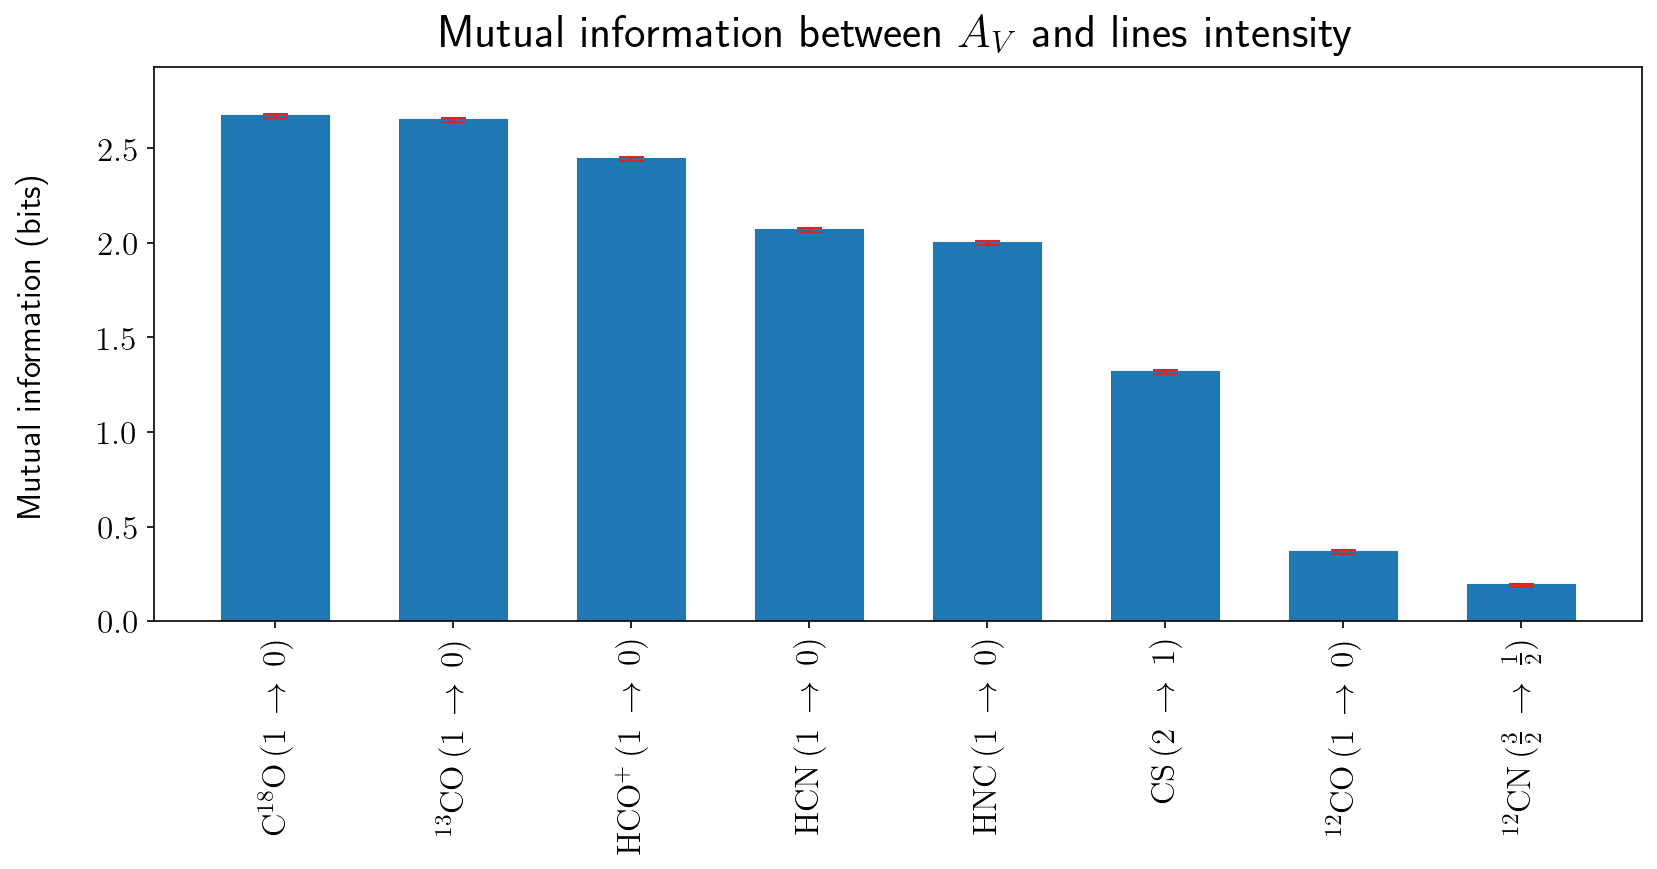 Mutual information between A_V and lines intensity
Mutual information (bits)
2.5
2.0
1.5
1.0
0.5
0.0
C¹⁸O (1 → 0)
¹³CO (1 → 0)
HCO⁺ (1 → 0)
HCN (1 → 0)
HNC (1 → 0)
CS (2 → 1)
¹²CO (1 → 0)
¹²CN (3/2 → 1/2)